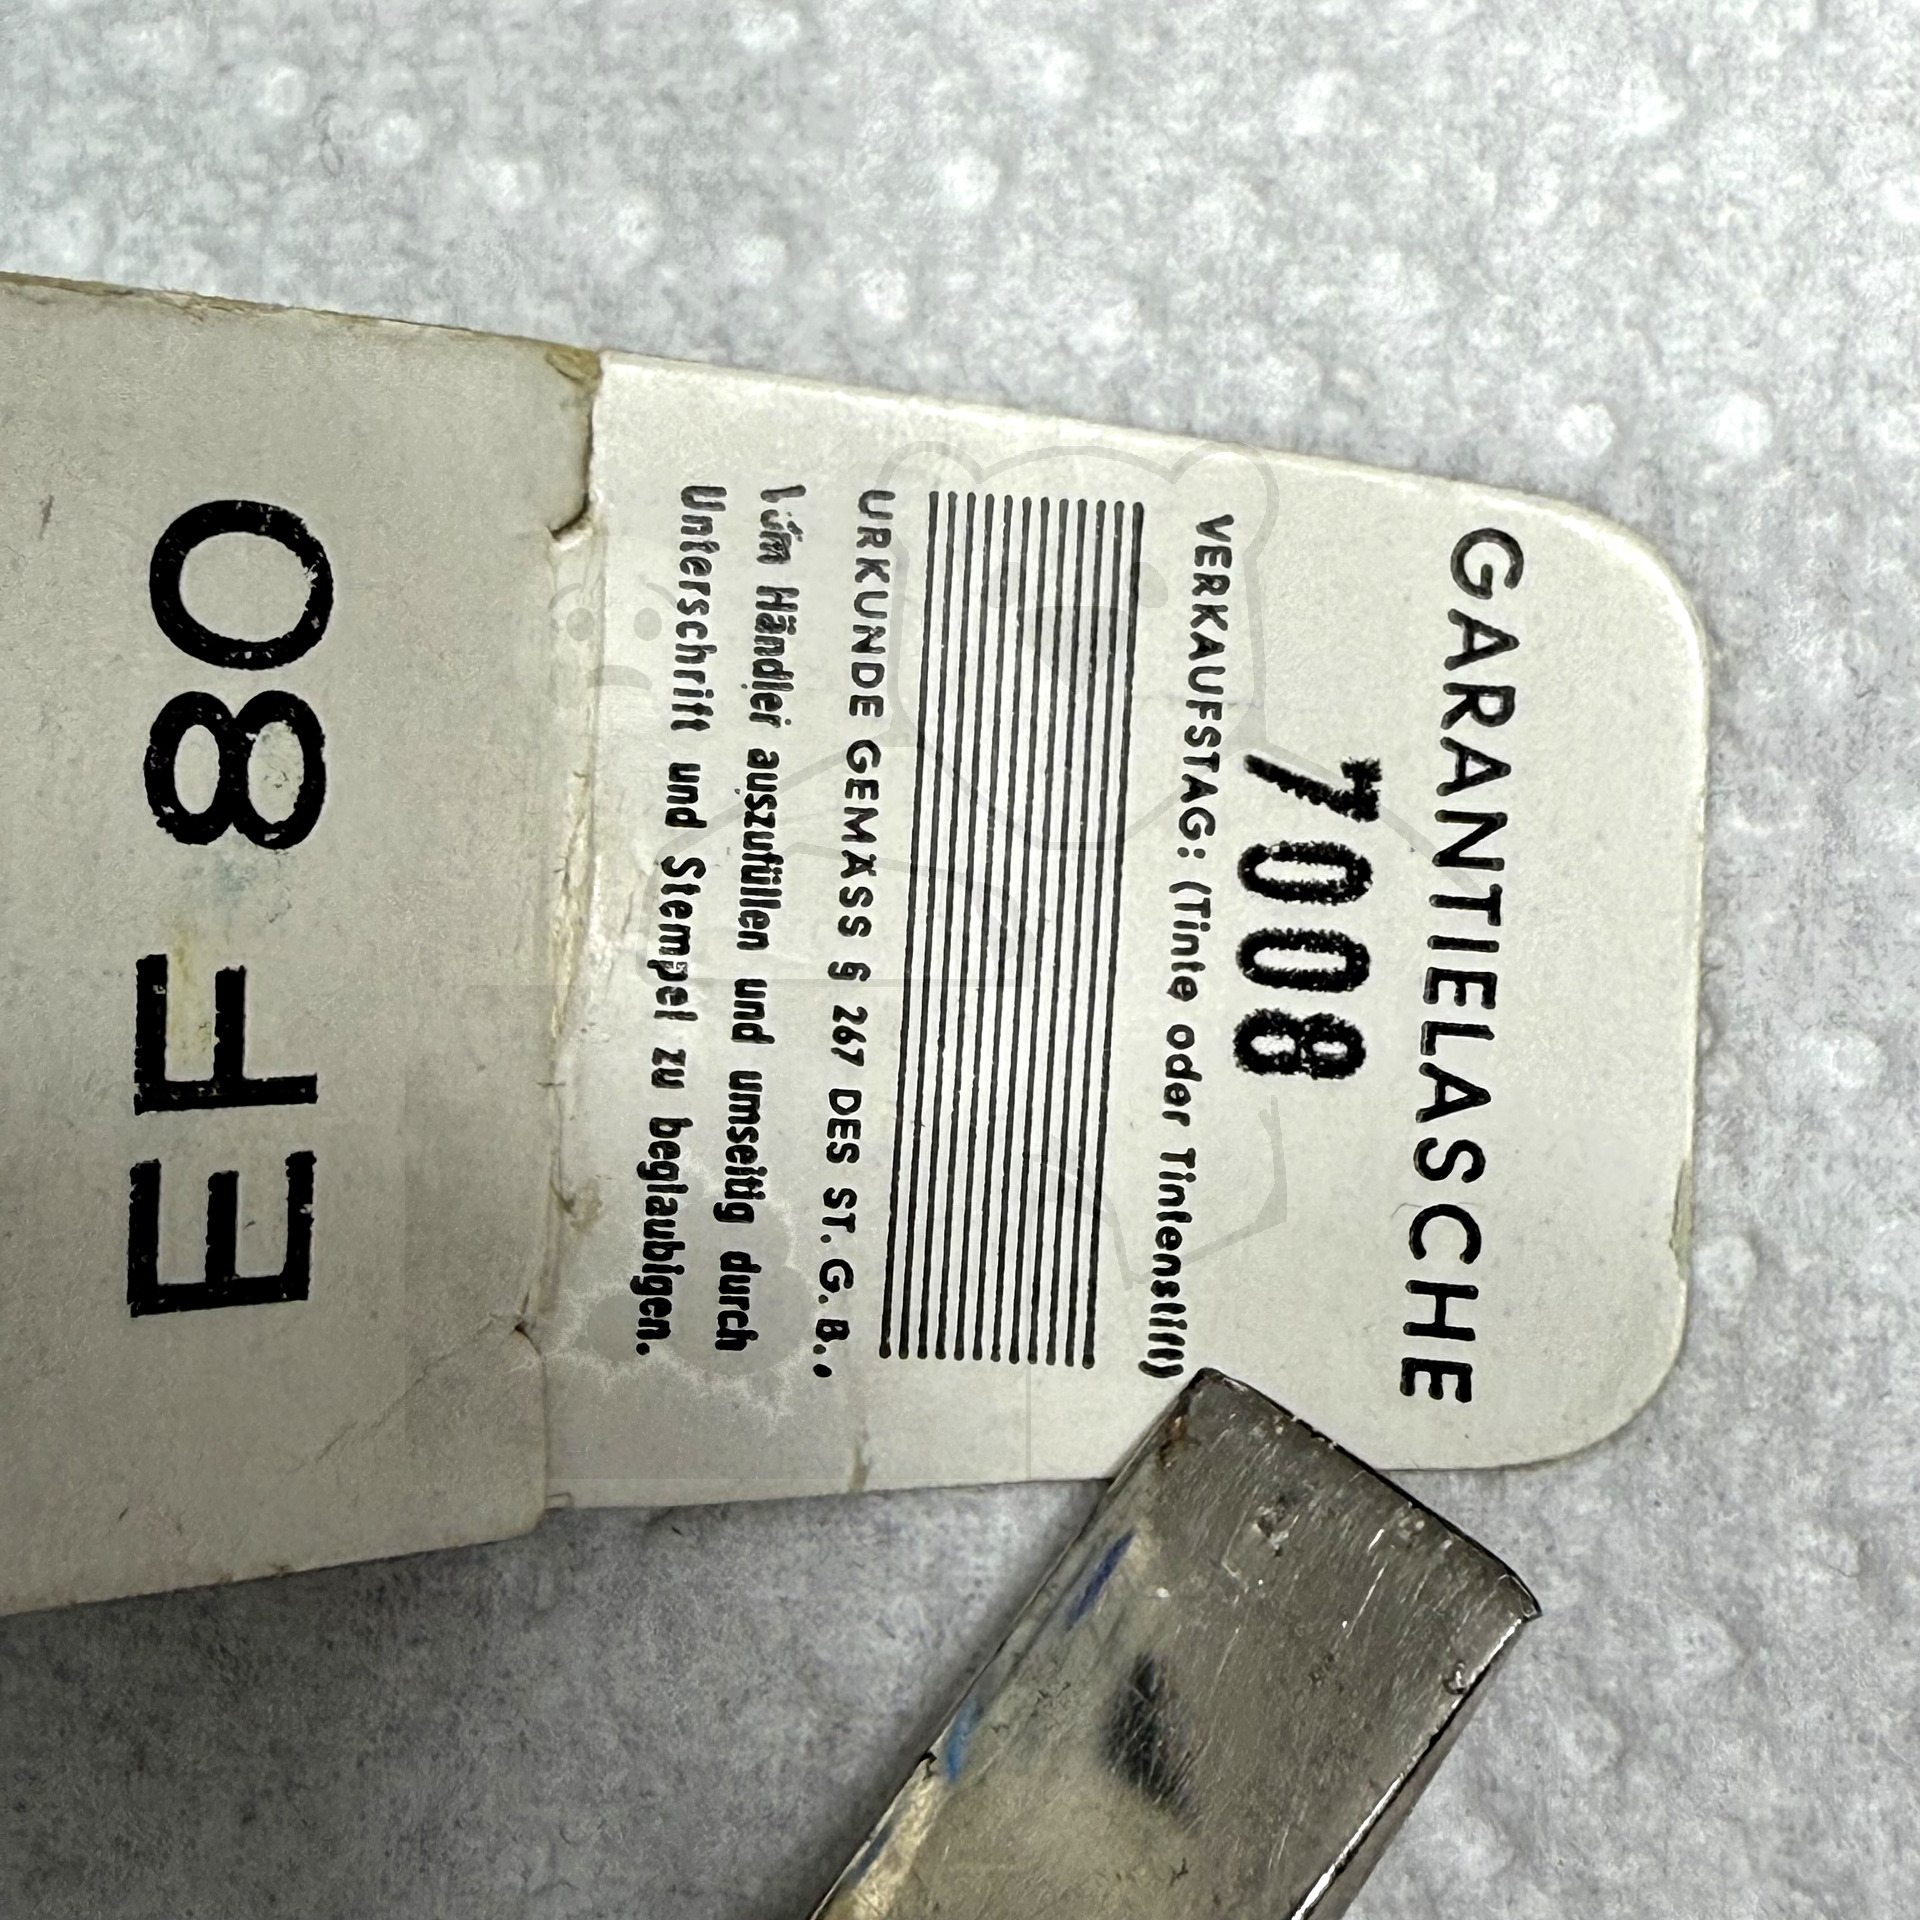 GARANTIELASCHE
7008
VERKAUFSTAG: (Tinte oder Tintenstift)
URKUNDE GEMÄSS § 267 DES ST. G. B.,
Vom Händler auszufüllen und umseitig durch
Unterschrift und Stempel zu beglaubigen.
EF 80